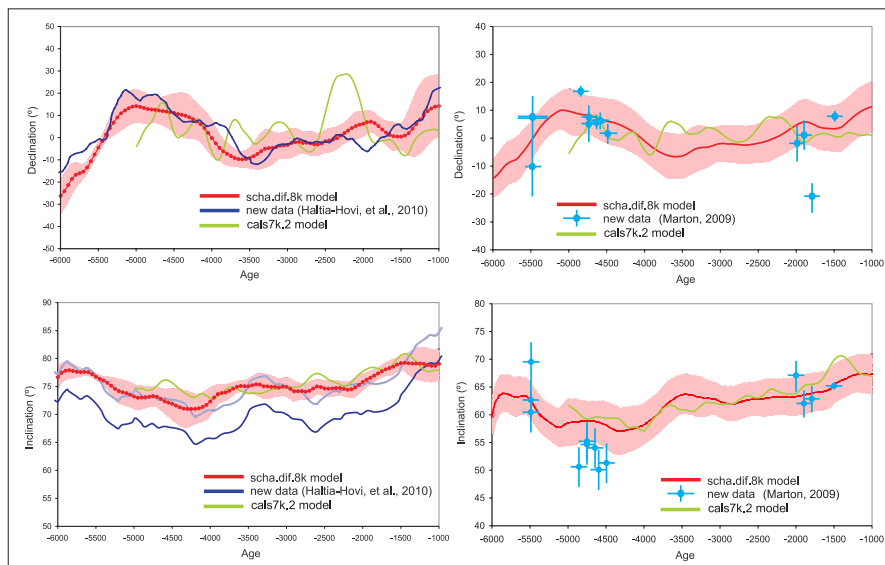 50
40
30
20
10
0
-10
-20
-30
-40
-50
Declination (º)
-6000 -5500 -5000 -4500 -4000 -3500 -3000 -2500 -2000 -1500 -1000
Age
scha.dif.8k model
new data (Haltia-Hovi, et al., 2010)
cals7k.2 model
40
30
20
10
0
-10
-20
-30
-40
Declination (º)
-6000 -5500 -5000 -4500 -4000 -3500 -3000 -2500 -2000 -1500 -1000
Age
scha.dif.8k model
new data (Marton, 2009)
cals7k.2 model
100
95
90
85
80
75
70
65
60
55
50
Inclination (º)
-6000 -5500 -5000 -4500 -4000 -3500 -3000 -2500 -2000 -1500 -1000
Age
scha.dif.8k model
new data (Haltia-Hovi, et al., 2010)
cals7k.2 model
80
75
70
65
60
55
50
45
40
Inclination (º)
-6000 -5500 -5000 -4500 -4000 -3500 -3000 -2500 -2000 -1500 -1000
Age
scha.dif.8k model
new data (Marton, 2009)
cals7k.2 model